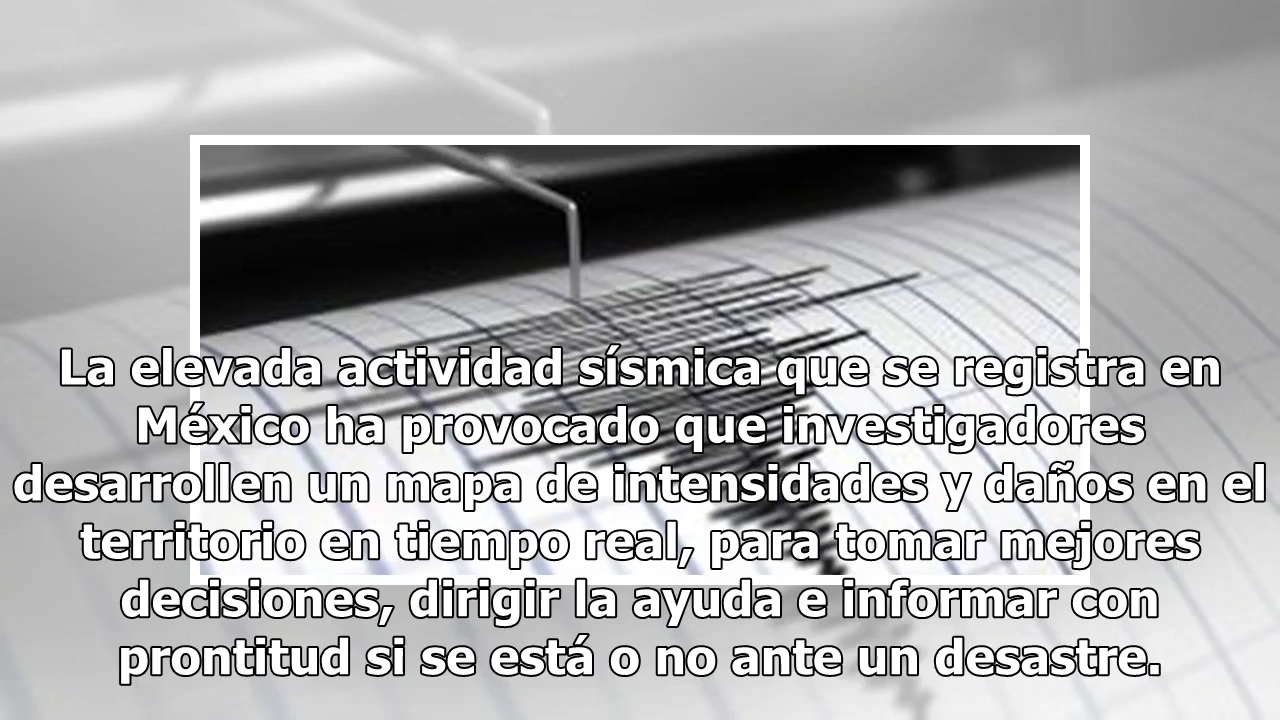 La elevada actividad sísmica que se registra en
México ha provocado que investigadores
desarrollen un mapa de intensidades y daños en el
territorio en tiempo real, para tomar mejores
decisiones, dirigir la ayuda e informar con
prontitud si se está o no ante un desastre.